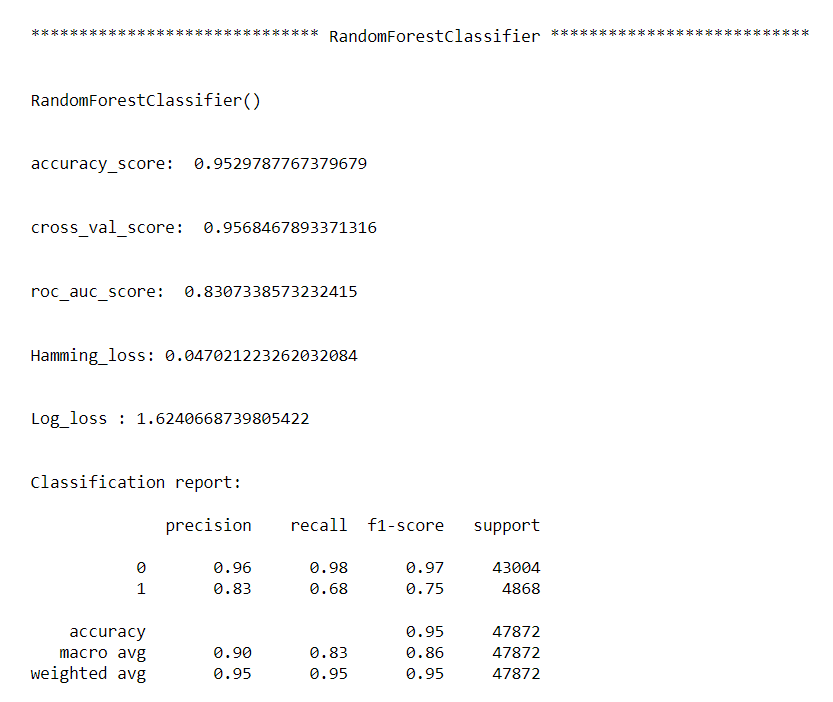 ****************************** RandomForestClassifier ***************************
RandomForestClassifier()
accuracy_score:  0.9529787767379679
cross_val_score:  0.9568467893371316
roc_auc_score:  0.8307338573232415
Hamming_loss: 0.047021223262032084
Log_loss : 1.6240668739805422
Classification report:
              precision    recall  f1-score   support
           0       0.96      0.98      0.97     43004
           1       0.83      0.68      0.75      4868
    accuracy                           0.95     47872
   macro avg       0.90      0.83      0.86     47872
weighted avg       0.95      0.95      0.95     47872